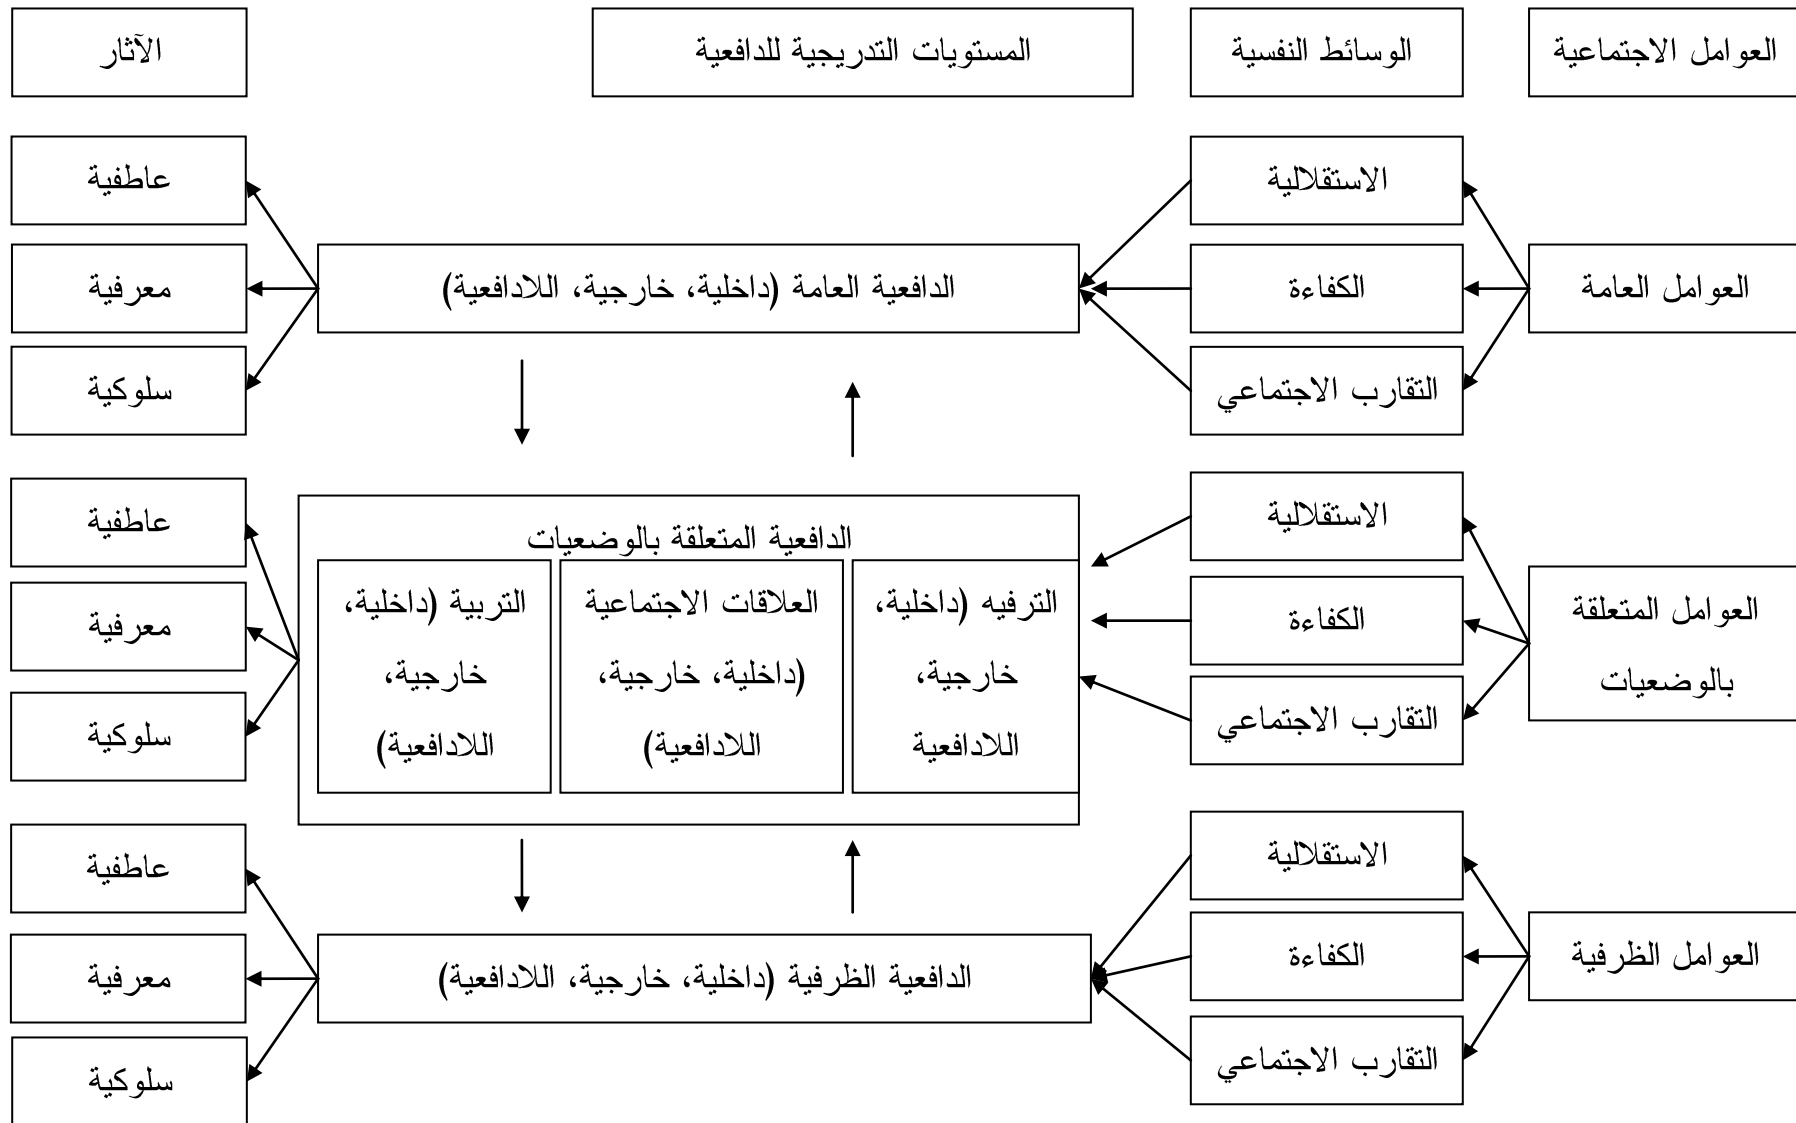 العوامل الاجتماعية
الوسائط النفسية
المستويات التدريجية للدافعية
الآثار
العوامل العامة
الاستقلالية
الكفاءة
التقارب الاجتماعي
الدافعية العامة (داخلية، خارجية، اللادافعية)
عاطفية
معرفية
سلوكية
العوامل المتعلقة
بالوضعيات
الاستقلالية
الكفاءة
التقارب الاجتماعي
الدافعية المتعلقة بالوضعيات
الترفيه (داخلية،
خارجية،
اللادافعية
العلاقات الاجتماعية
(داخلية، خارجية،
اللادافعية)
التربية (داخلية،
خارجية،
اللادافعية)
عاطفية
معرفية
سلوكية
العوامل الظرفية
الاستقلالية
الكفاءة
التقارب الاجتماعي
الدافعية الظرفية (داخلية، خارجية، اللادافعية)
عاطفية
معرفية
سلوكية